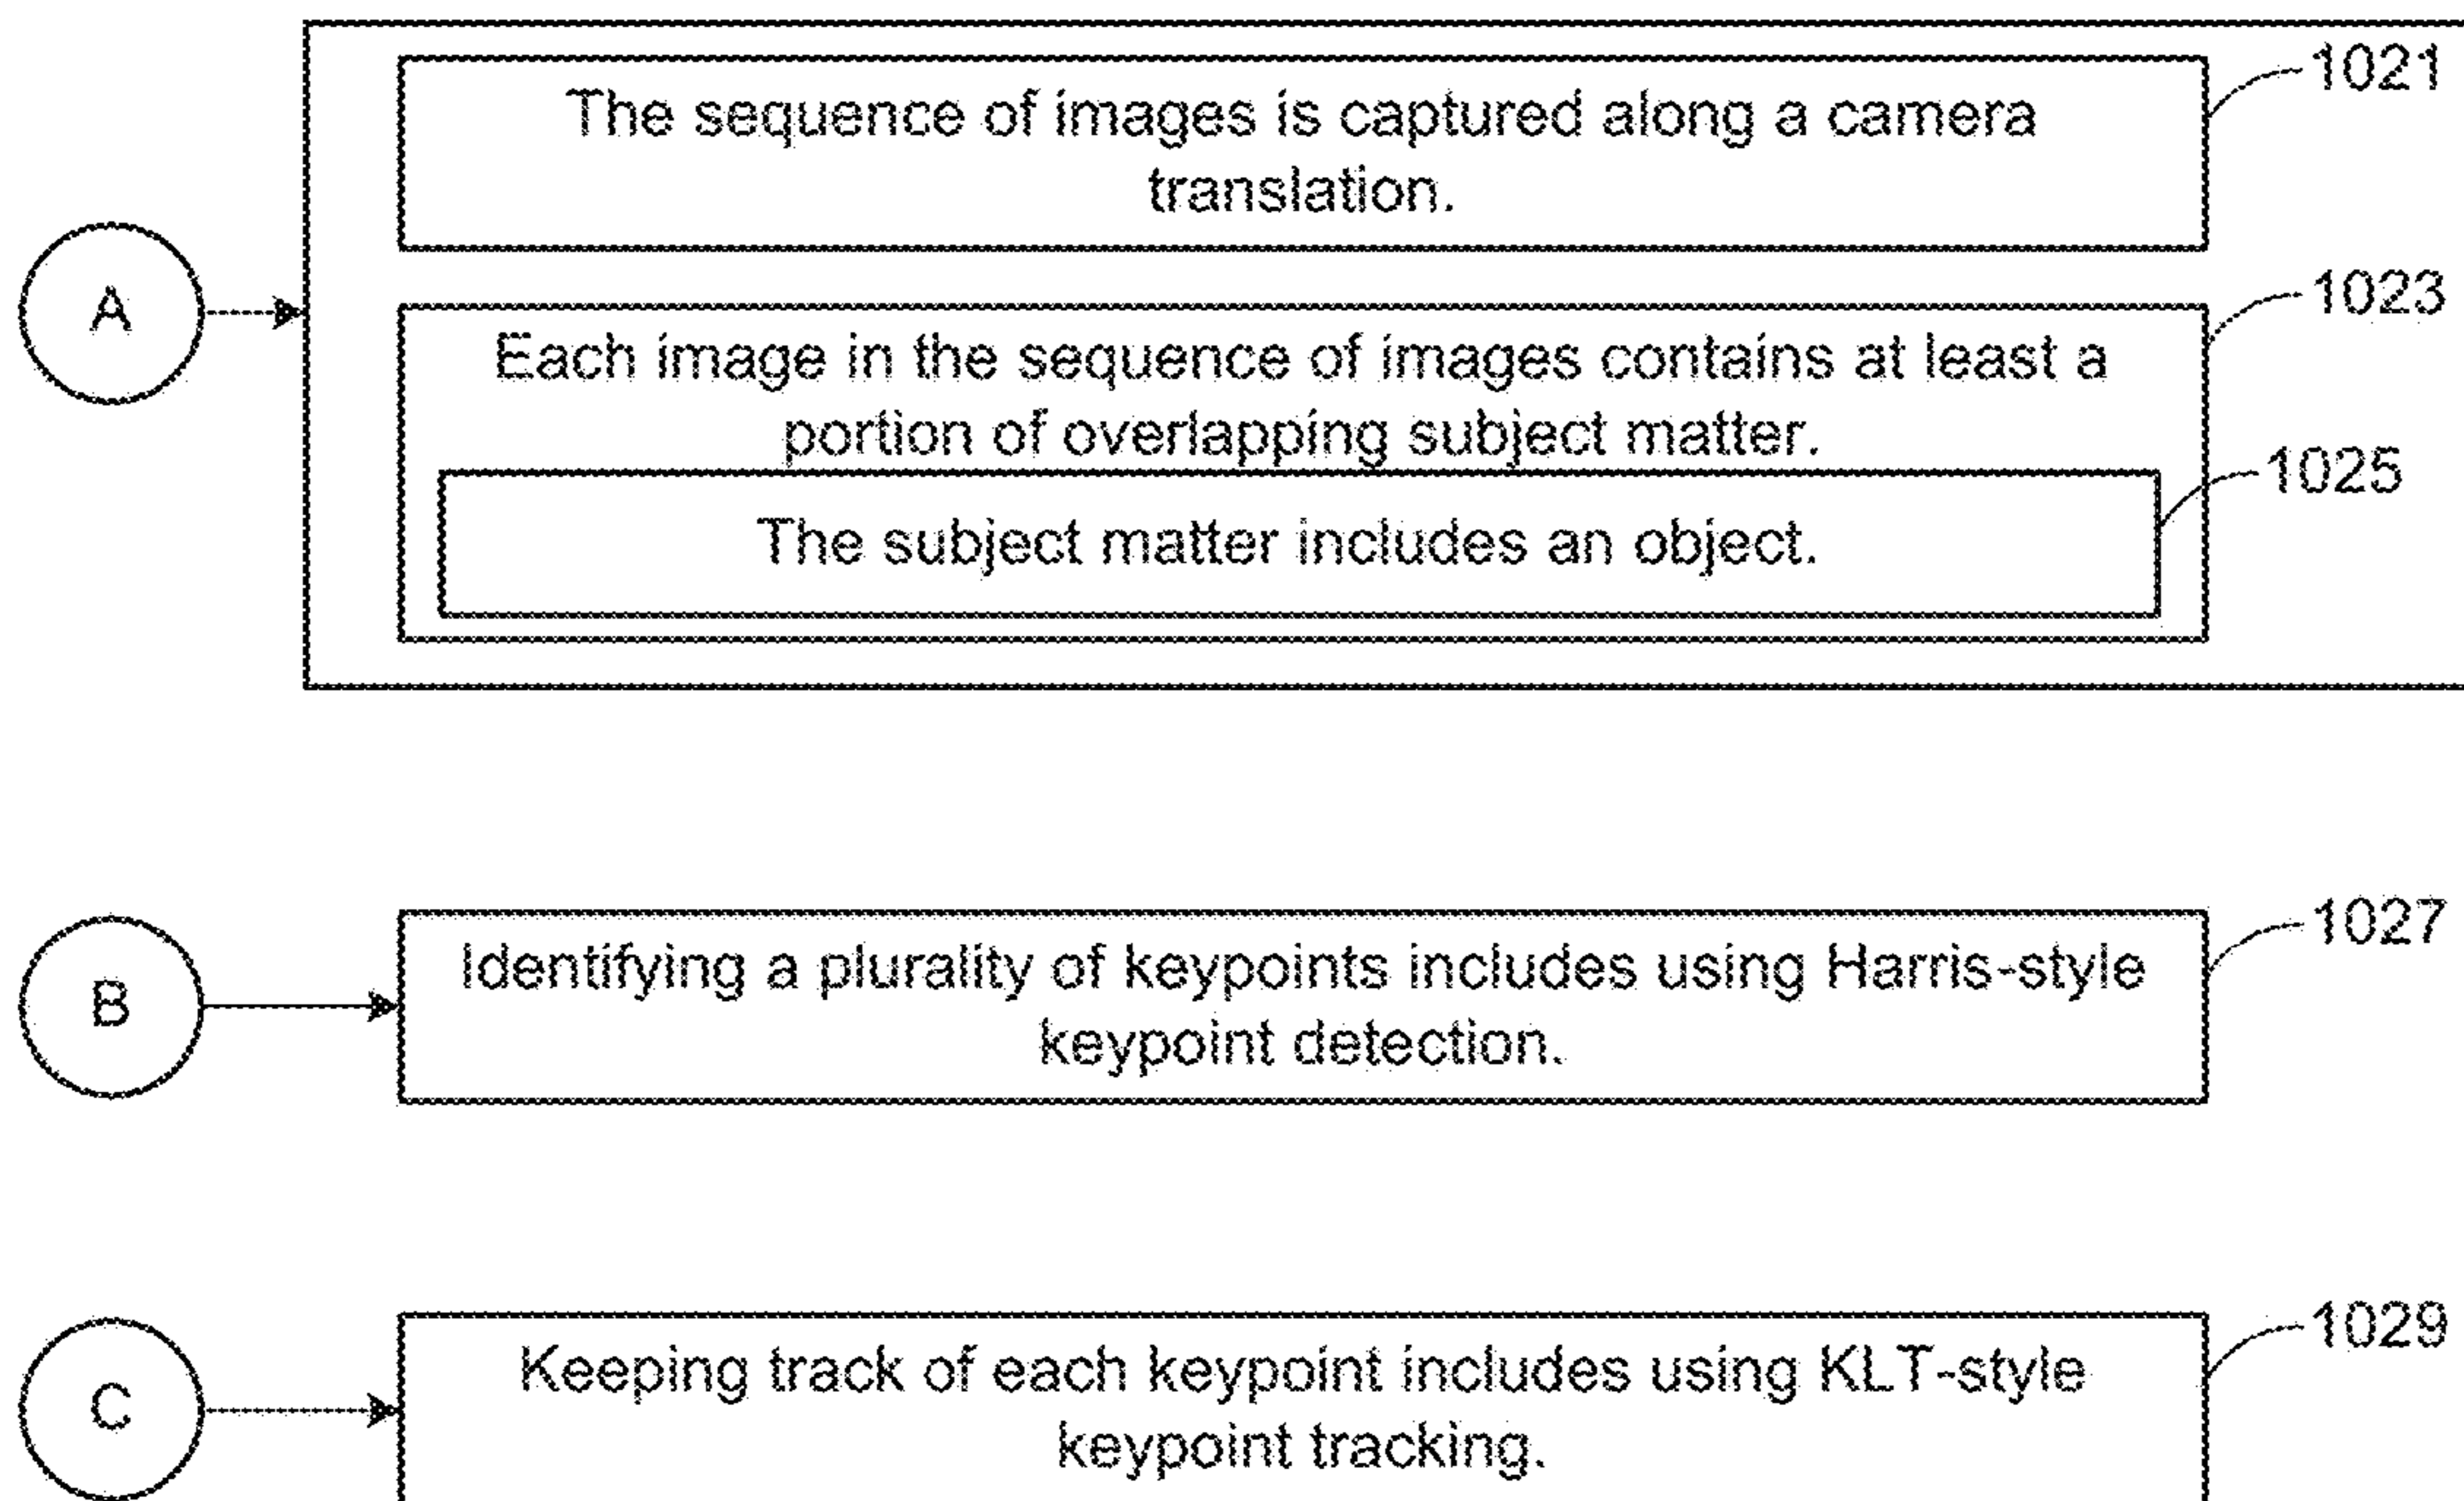 1021
The sequence of images is captured along a camera
translation.
A
1023
Each image in the sequence of images contains at least a
portion of overlapping subject matter.
1025
The subject matter includes an object.
1027
B
Identifying a plurality of keypoints includes using Harris-style
keypoint detection.
1029
C
Keeping track of each keypoint includes using KLT-style
keypoint tracking.